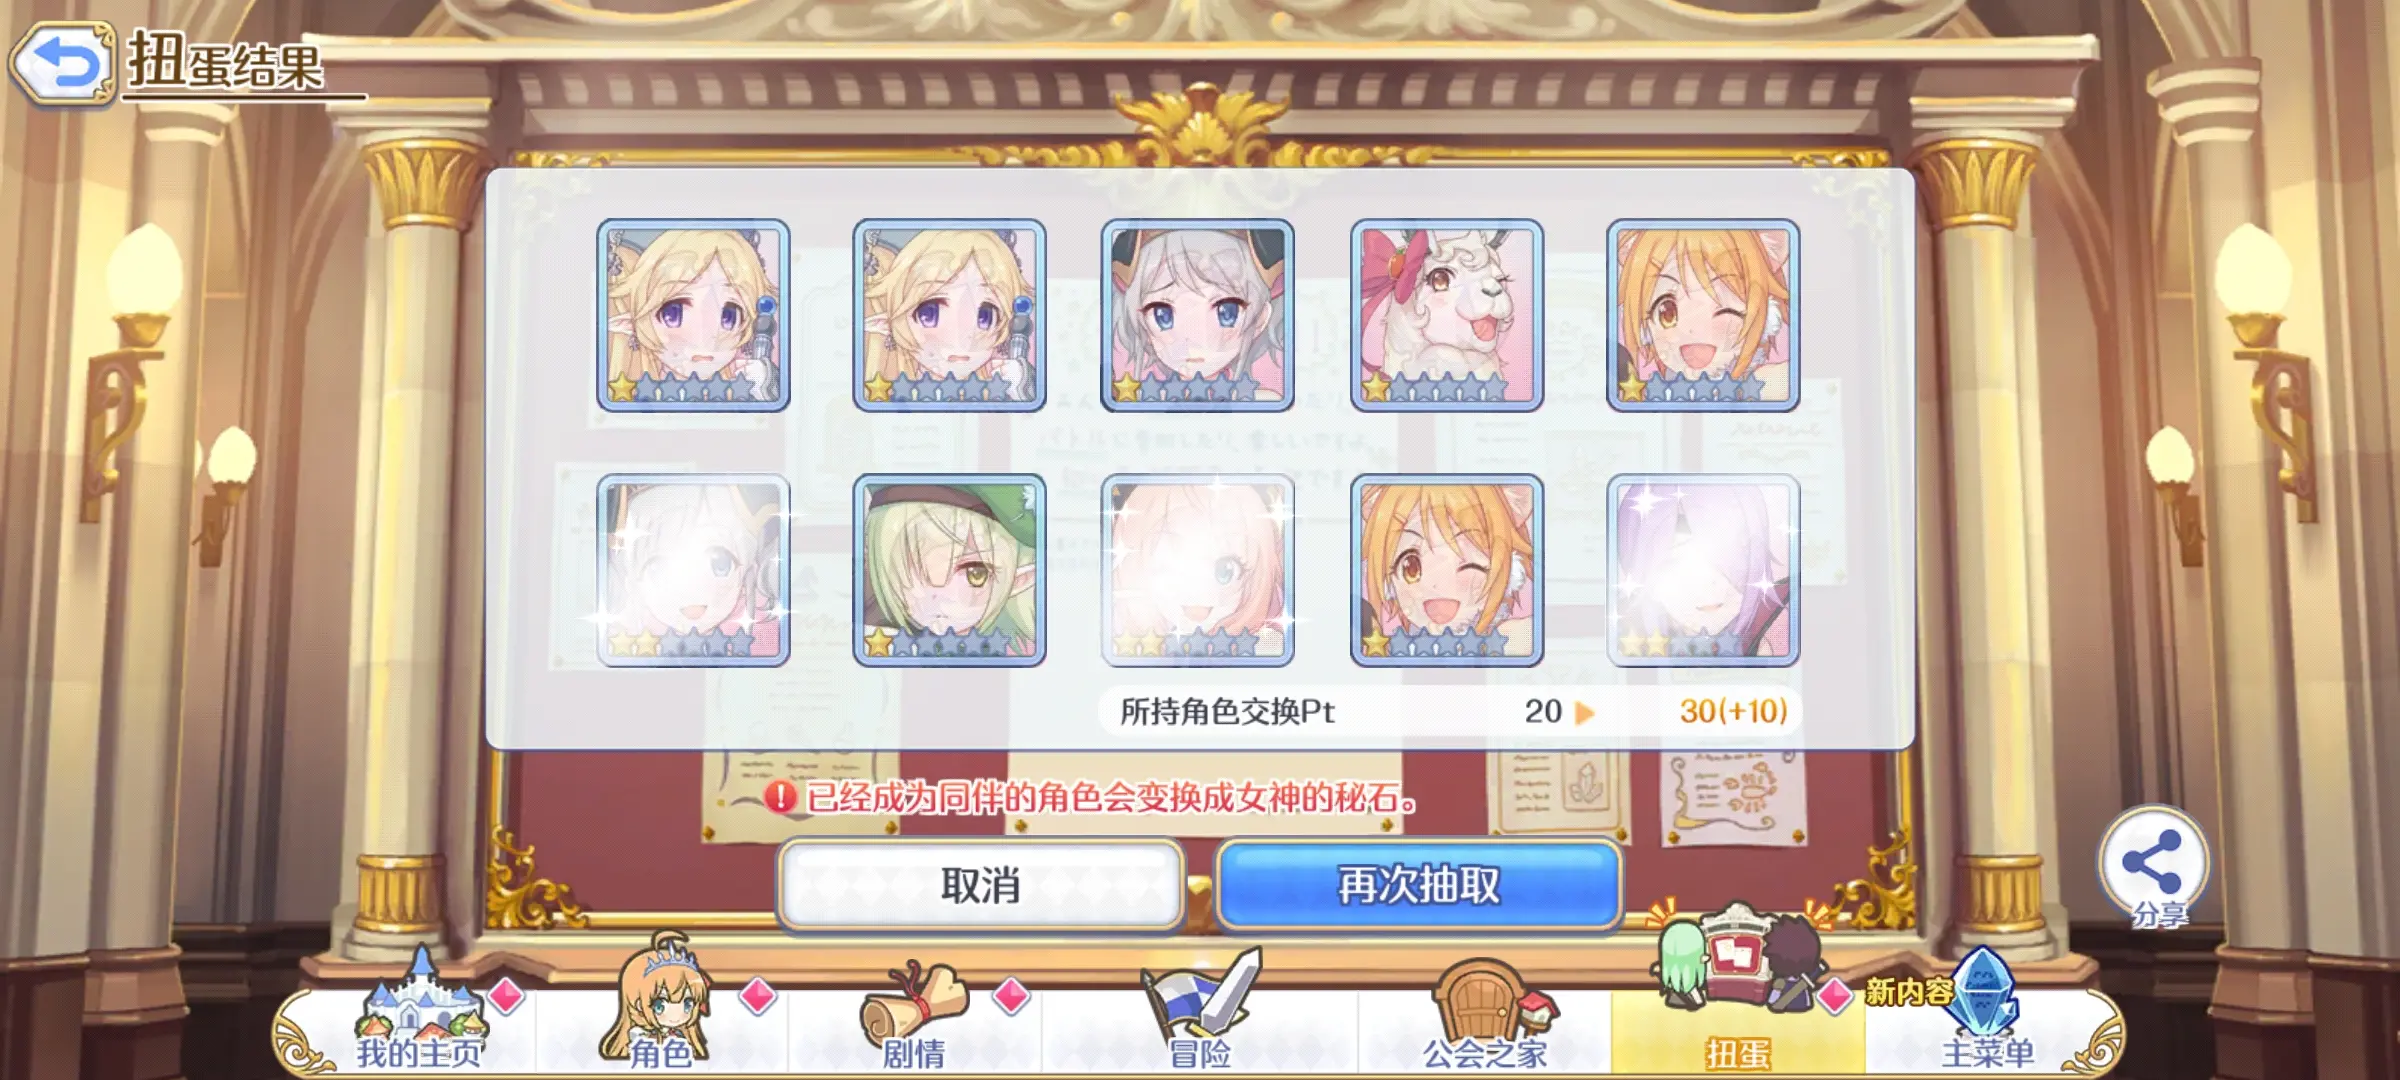 扭蛋结果
所持角色交换Pt 20 30(+10)
已经成为同伴的角色会变换成女神的秘石。
取消
再次抽取
分享
新内容
我的主页
角色
剧情
冒险
公会之家
扭蛋
主菜单